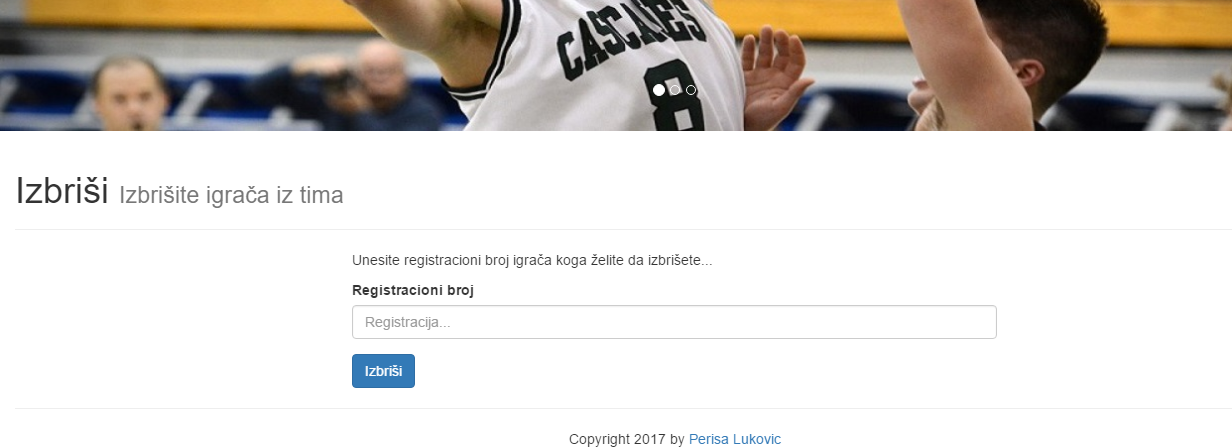 CASCADES
8
Izbriši Izbrišite igrača iz tima
Unesite registracioni broj igrača koga želite da izbrišete...
Registracioni broj
Registracija...
Izbriši
Copyright 2017 by Perisa Lukovic